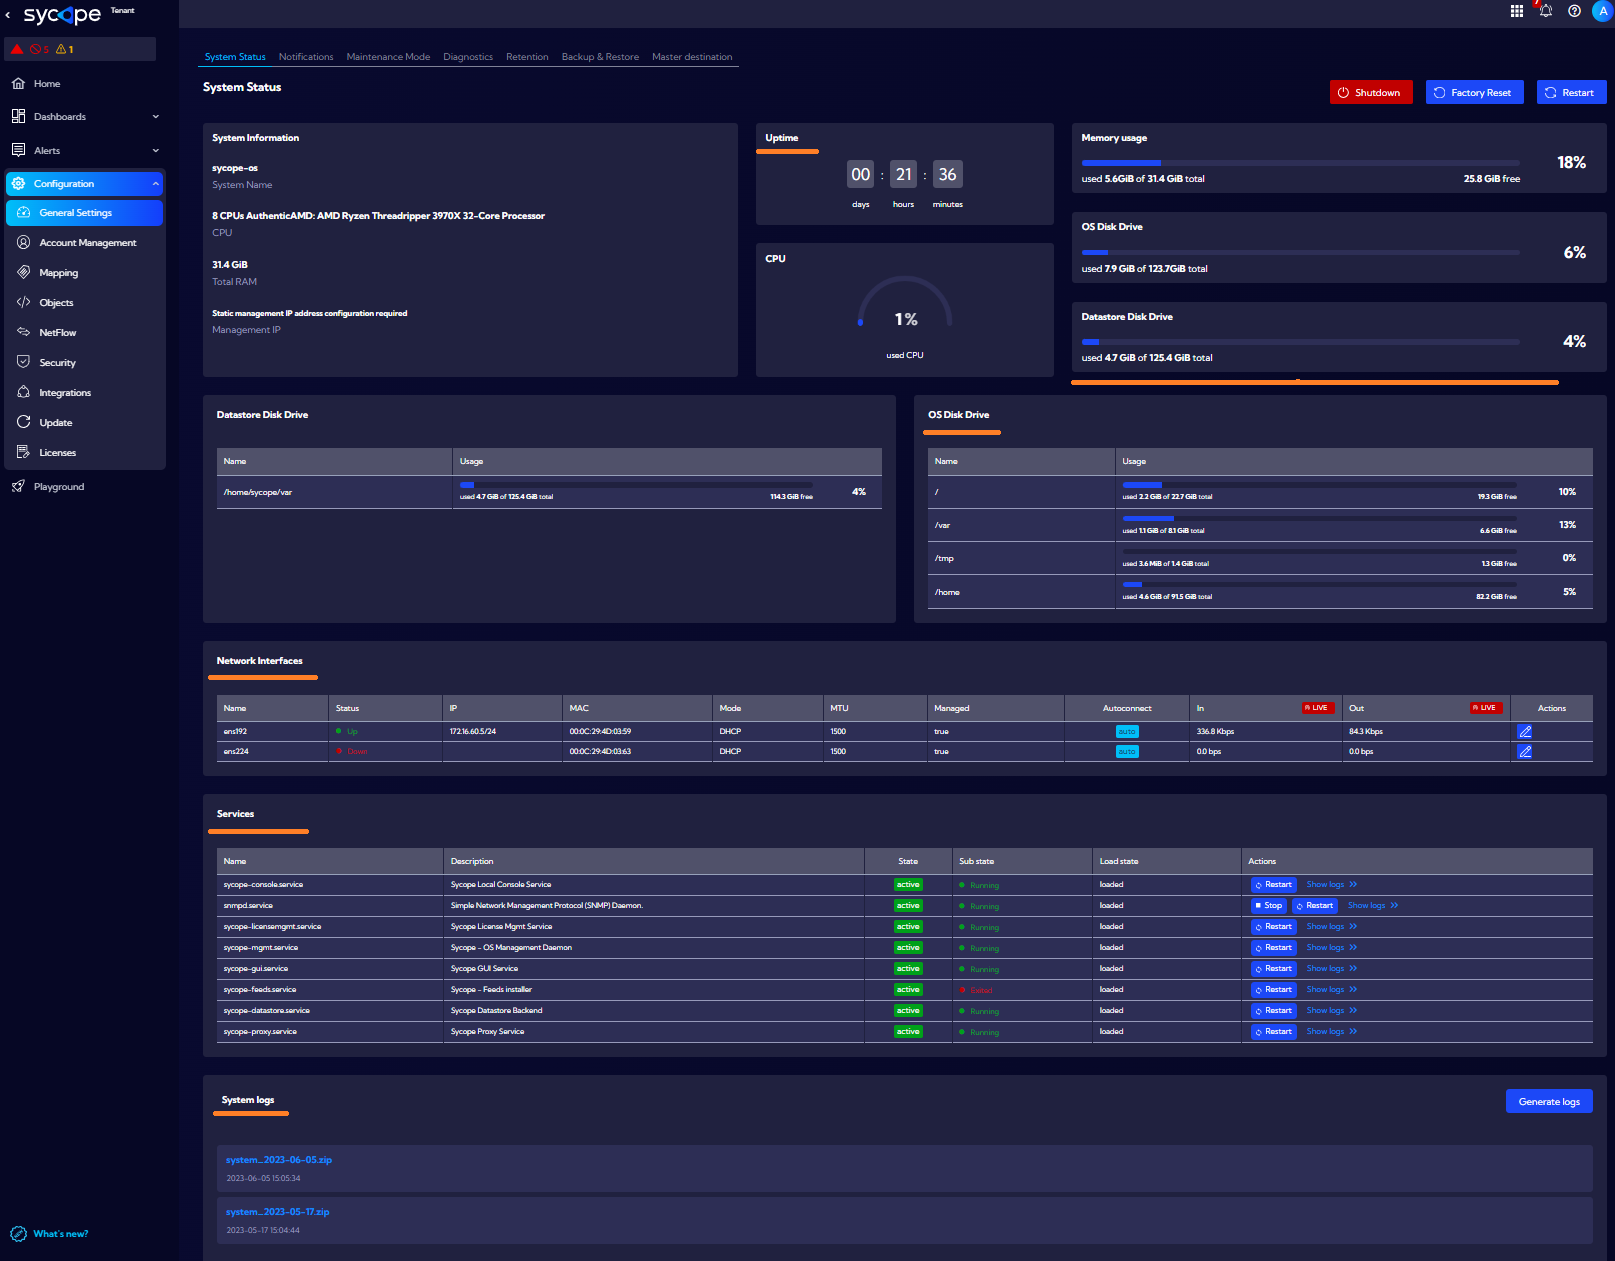 sycope Tenant
5 1
7
A
Home
Dashboards
Alerts
Configuration
General Settings
Account Management
Mapping
Objects
NetFlow
Security
Integrations
Update
Licenses
Playground
What's new?
System Status Notifications Maintenance Mode Diagnostics Retention Backup & Restore Master destination
System Status
Shutdown Factory Reset Restart
System Information
sycope-os
System Name
8 CPUs AuthenticAMD: AMD Ryzen Threadripper 3970X 32-Core Processor
CPU
31.4 GiB
Total RAM
Static management IP address configuration required
Management IP
Uptime
00 : 21 : 36
days hours minutes
CPU
1%
used CPU
Memory usage
18%
used 5.6GiB of 31.4 GiB total 25.8 GiB free
OS Disk Drive
6%
used 7.9 GiB of 123.7GiB total
Datastore Disk Drive
4%
used 4.7 GiB of 125.4 GiB total
Datastore Disk Drive
Name Usage
/home/sycope/var used 4.7 GiB of 125.4 GiB total 114.3 GiB free 4%
OS Disk Drive
Name Usage
/ used 2.2 GiB of 22.7 GiB total 19.3 GiB free 10%
/var used 1.1 GiB of 8.1 GiB total 6.6 GiB free 13%
/tmp used 3.6 MiB of 1.4 GiB total 1.3 GiB free 0%
/home used 4.6 GiB of 91.5 GiB total 82.2 GiB free 5%
Network Interfaces
Name Status IP MAC Mode MTU Managed Autoconnect In LIVE Out LIVE Actions
ens192 Up 172.16.60.5/24 00:0C:29:4D:03:59 DHCP 1500 true auto 336.8 Kbps 84.3 Kbps
ens224 Down 00:0C:29:4D:03:63 DHCP 1500 true auto 0.0 bps 0.0 bps
Services
Name Description State Sub state Load state Actions
sycope-console.service Sycope Local Console Service active Running loaded Restart Show logs
snmpd.service Simple Network Management Protocol (SNMP) Daemon. active Running loaded Stop Restart Show logs
sycope-licensemgmt.service Sycope License Mgmt Service active Running loaded Restart Show logs
sycope-mgmt.service Sycope - OS Management Daemon active Running loaded Restart Show logs
sycope-gui.service Sycope GUI Service active Running loaded Restart Show logs
sycope-feeds.service Sycope - Feeds installer active Exited loaded Restart Show logs
sycope-datastore.service Sycope Datastore Backend active Running loaded Restart Show logs
sycope-proxy.service Sycope Proxy Service active Running loaded Restart Show logs
System logs
Generate logs
system_2023-06-05.zip
2023-06-05 15:05:34
system_2023-05-17.zip
2023-05-17 15:04:44